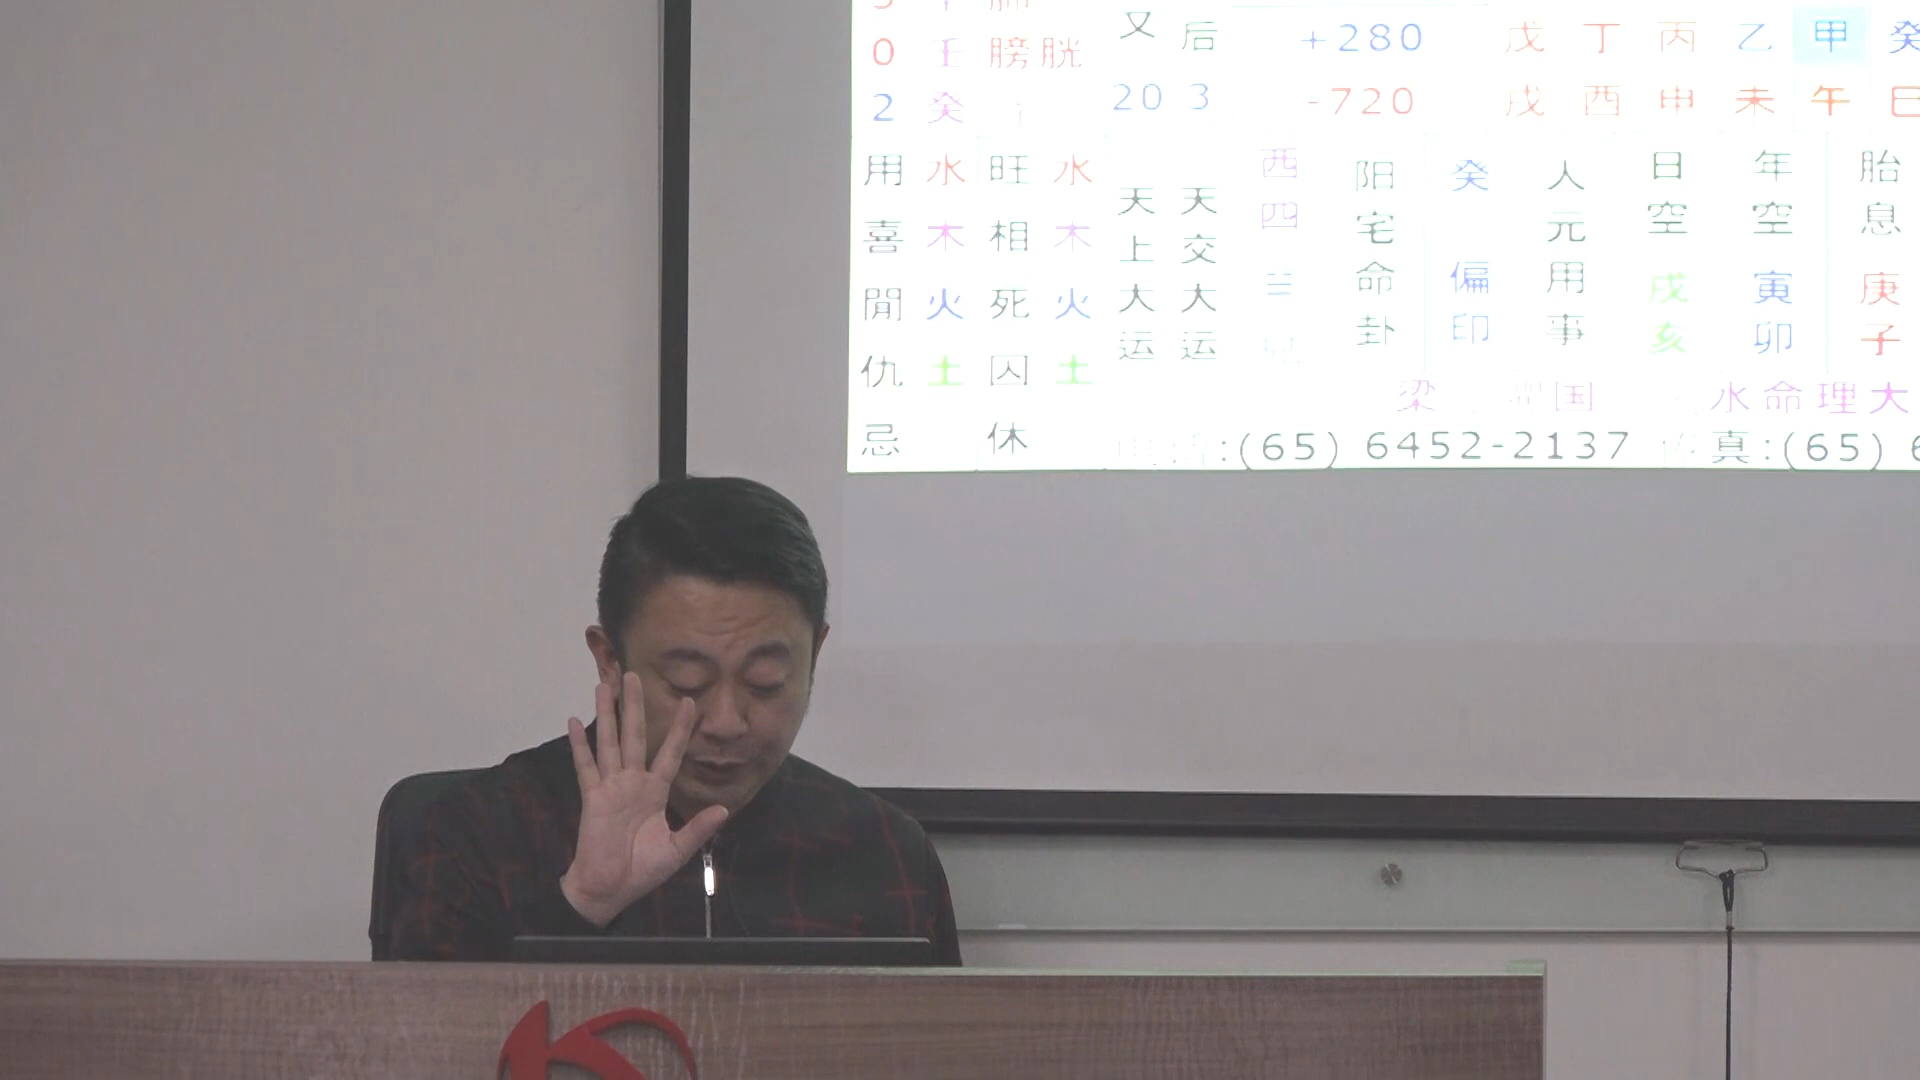 0 壬 膀胱 又 后 +280 戊 丁 丙 乙 甲 癸
2 癸 20 3 -720 戌 酉 申 未 午 巳
用 水 旺 水 天上大运 天交大运 西四 阳宅命卦 癸 偏印 人元用事 日空 戌亥 年空 寅卯 胎息 庚子
喜 木 相 木
閒 火 死 火
仇 土 囚 土
忌 休
梁 国 水命理大
:(65) 6452-2137 真:(65) 6